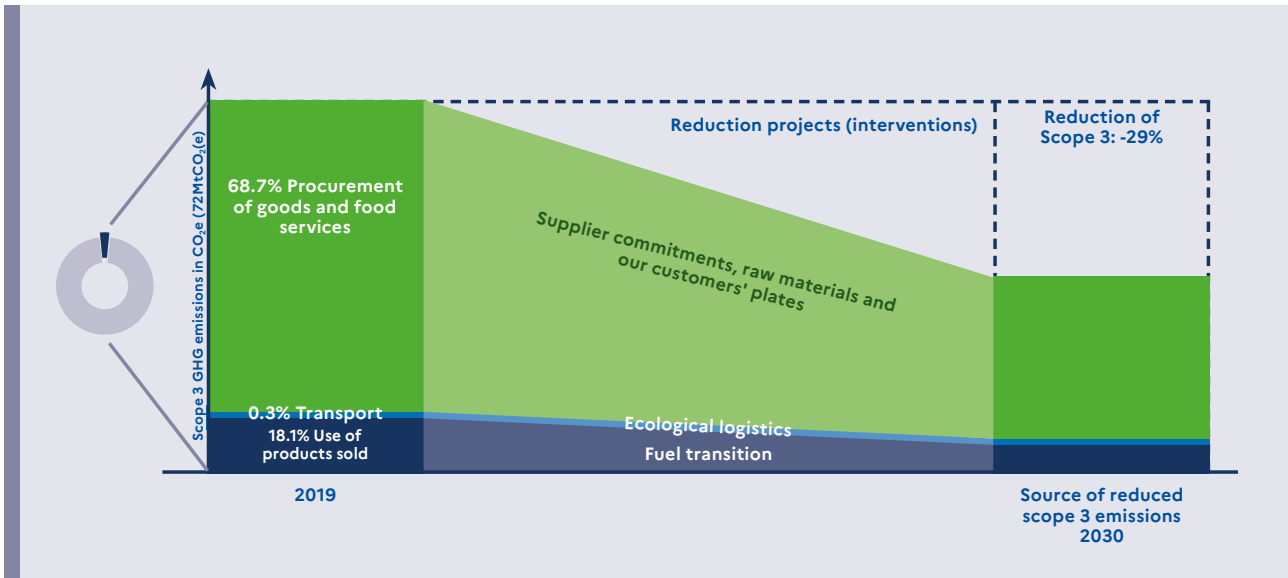 Scope 3 GHG emissions in CO₂e (72MtCO₂(e)
68.7% Procurement
of goods and food
services
0.3% Transport
18.1% Use of
products sold
2019
Reduction projects (interventions)
Supplier commitments, raw materials and
our customers' plates
Ecological logistics
Fuel transition
Reduction of
Scope 3: -29%
Source of reduced
scope 3 emissions
2030